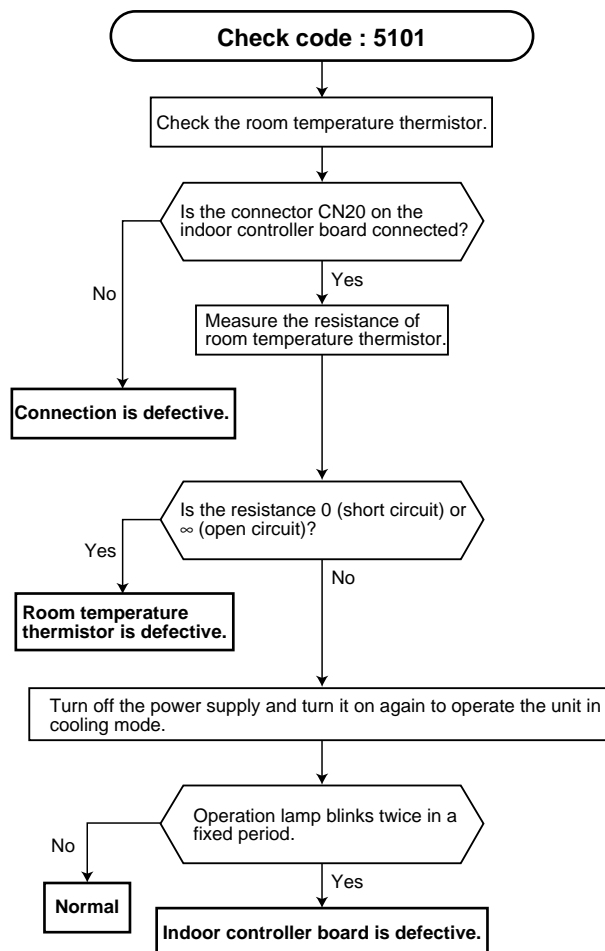 Check code : 5101
Check the room temperature thermistor.
Is the connector CN20 on the
indoor controller board connected?
No
Yes
Measure the resistance of
room temperature thermistor.
Connection is defective.
Is the resistance 0 (short circuit) or
∞ (open circuit)?
Yes
No
Room temperature
thermistor is defective.
Turn off the power supply and turn it on again to operate the unit in
cooling mode.
Operation lamp blinks twice in a
fixed period.
No
Yes
Normal
Indoor controller board is defective.